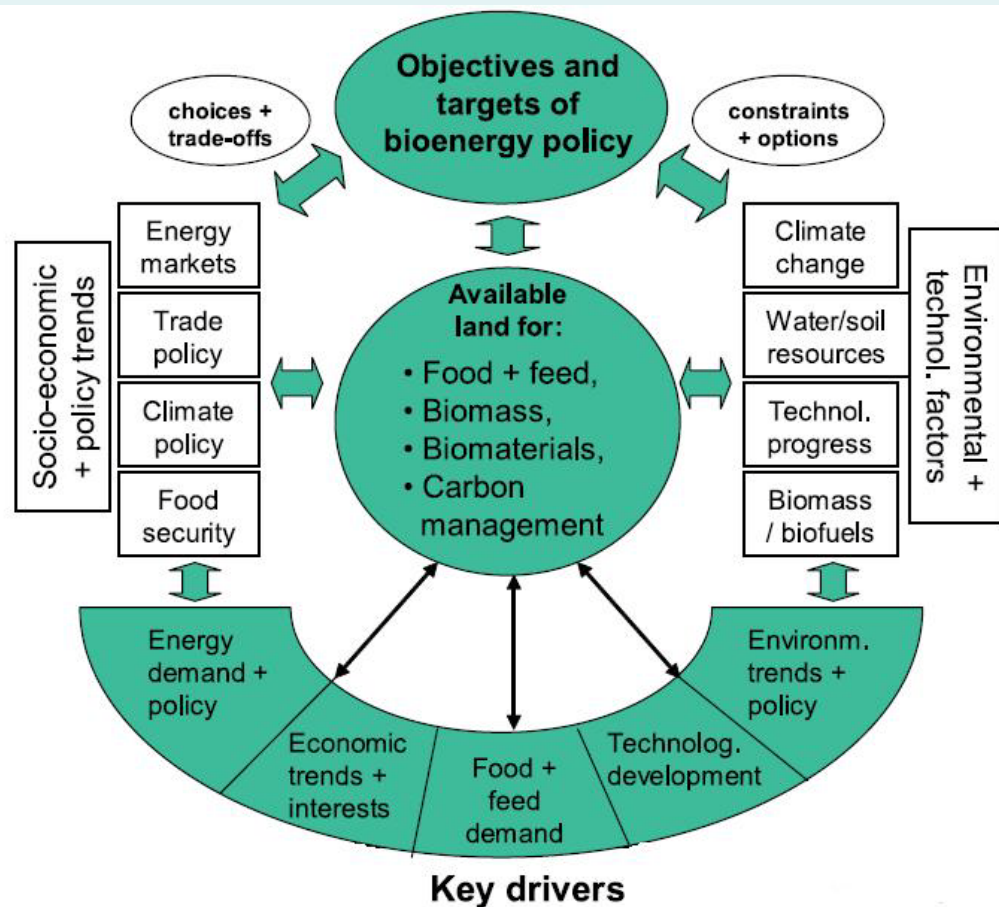 Objectives and
targets of
bioenergy policy
choices +
trade-offs
constraints
+ options
Socio-economic
+ policy trends
Energy
markets
Trade
policy
Climate
policy
Food
security
Available
land for:
• Food + feed,
• Biomass,
• Biomaterials,
• Carbon
management
Climate
change
Water/soil
resources
Technol.
progress
Biomass
/ biofuels
Environmental +
technol. factors
Energy
demand +
policy
Economic
trends +
interests
Food +
feed
demand
Technolog.
development
Environm.
trends +
policy
Key drivers